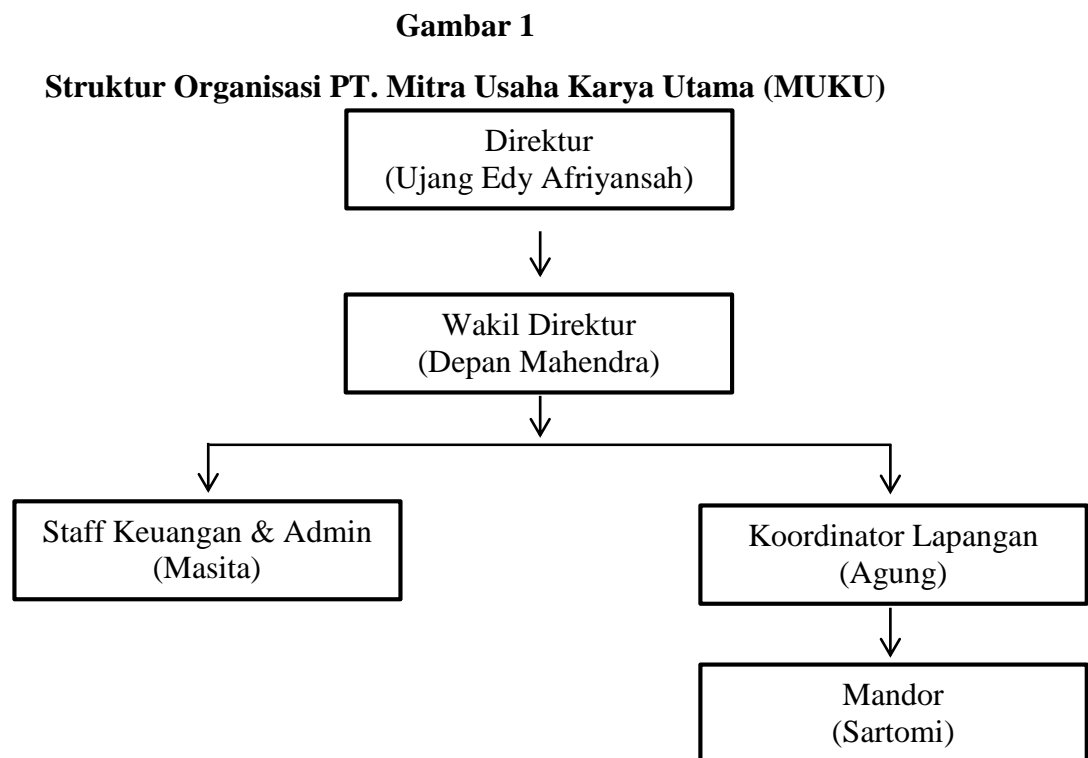 Gambar 1
Struktur Organisasi PT. Mitra Usaha Karya Utama (MUKU)
Direktur
(Ujang Edy Afriyansah)
Wakil Direktur
(Depan Mahendra)
Staff Keuangan & Admin
(Masita)
Koordinator Lapangan
(Agung)
Mandor
(Sartomi)